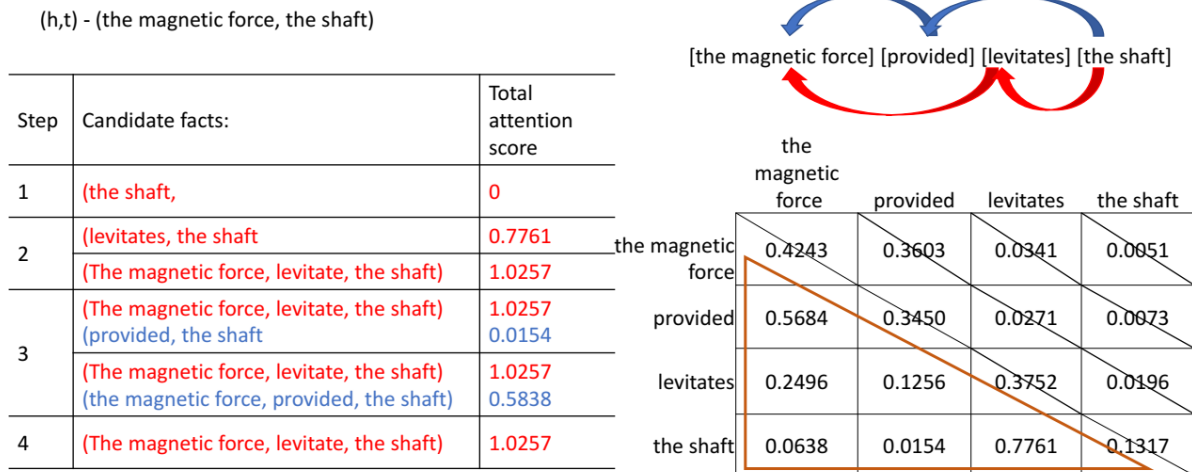 (h,t) - (the magnetic force, the shaft)
Step Candidate facts: Total attention score
1 (the shaft, 0
2 (levitates, the shaft 0.7761
(The magnetic force, levitate, the shaft) 1.0257
3 (The magnetic force, levitate, the shaft) 1.0257
(provided, the shaft 0.0154
(The magnetic force, levitate, the shaft) 1.0257
(the magnetic force, provided, the shaft) 0.5838
4 (The magnetic force, levitate, the shaft) 1.0257
[the magnetic force] [provided] [levitates] [the shaft]
the magnetic force provided levitates the shaft
the magnetic force 0.4243 0.3603 0.0341 0.0051
provided 0.5684 0.3450 0.0271 0.0073
levitates 0.2496 0.1256 0.3752 0.0196
the shaft 0.0638 0.0154 0.7761 0.1317